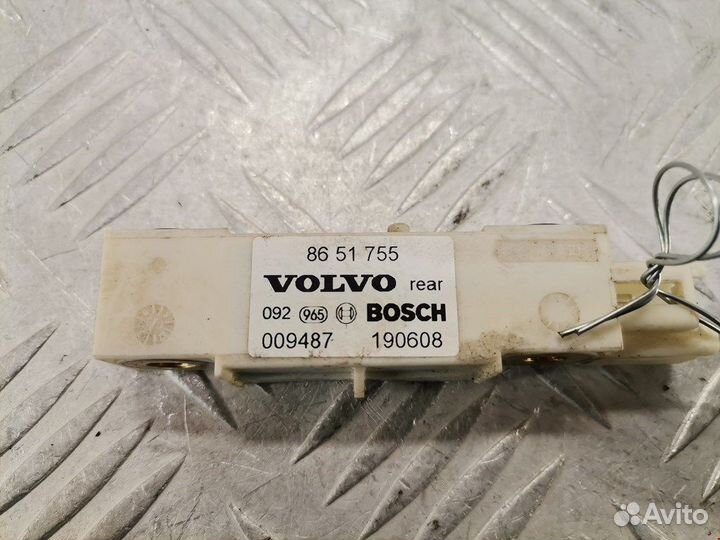 86 51 755
VOLVO rear
092 965 BOSCH
009487 190608
Avito